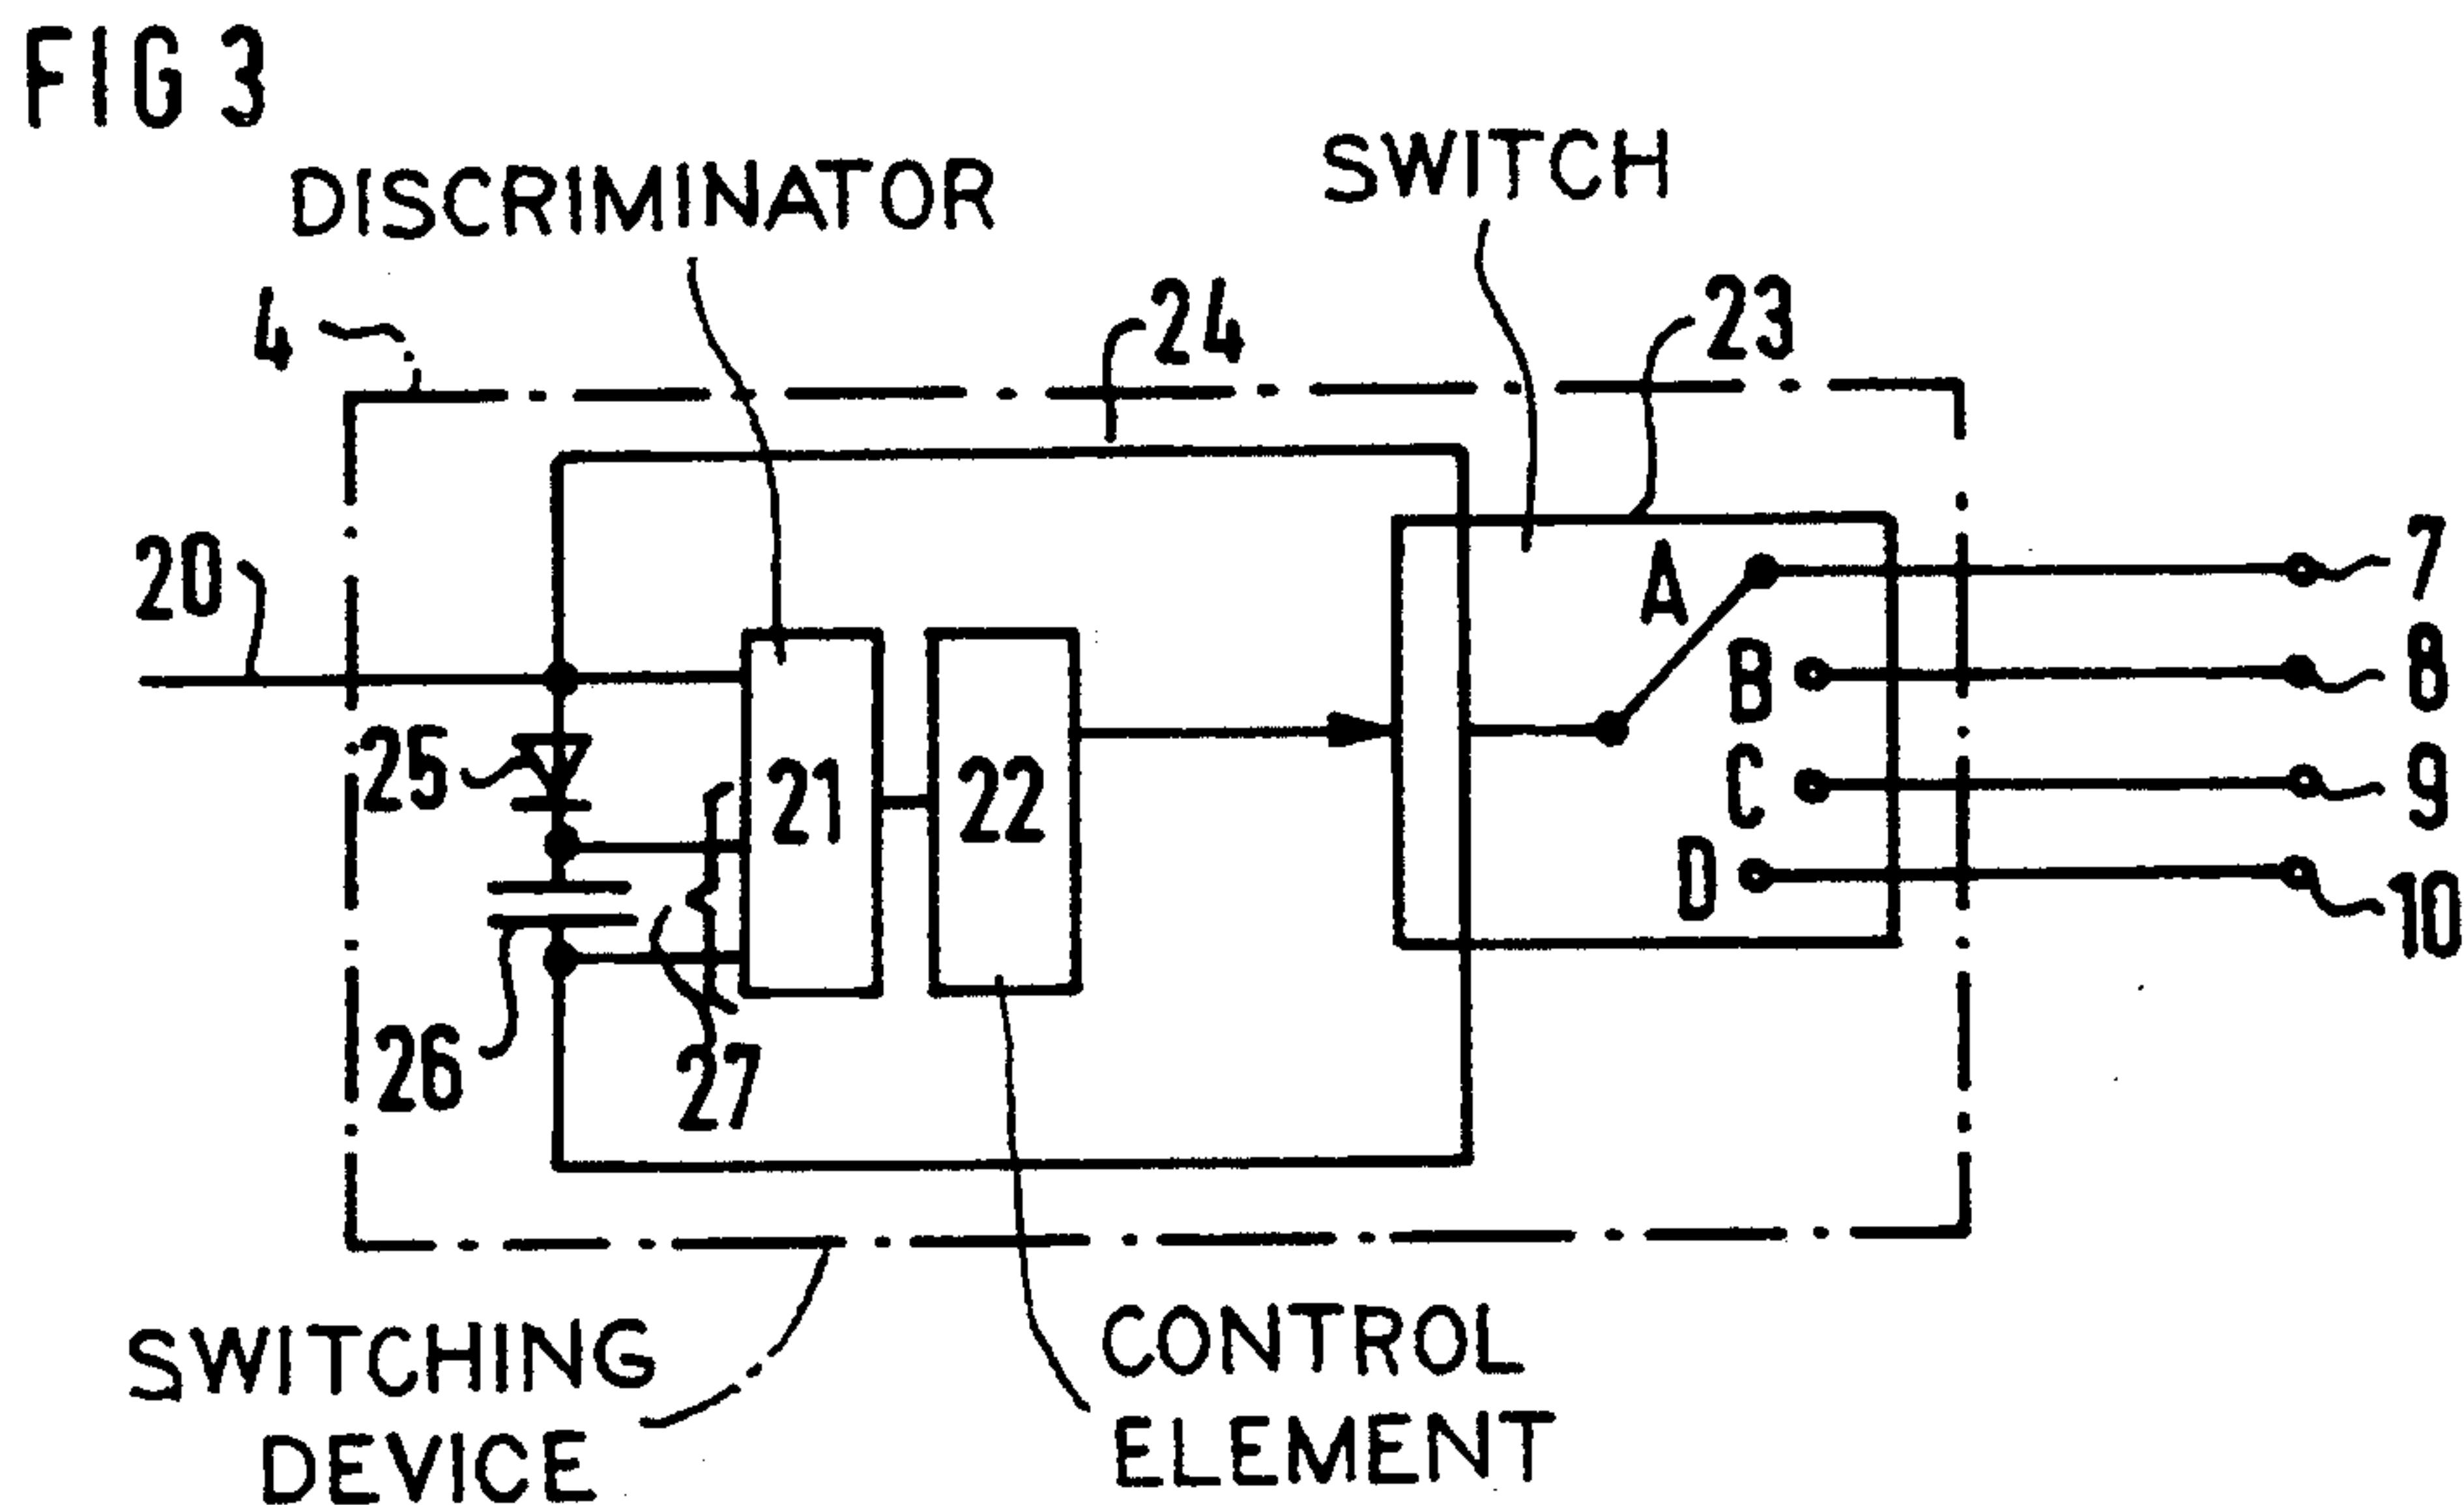 FIG 3
DISCRIMINATOR
SWITCH
4
24
23
20
A
7
B
8
25
21
22
C
9
D
10
26
27
SWITCHING
DEVICE
CONTROL
ELEMENT